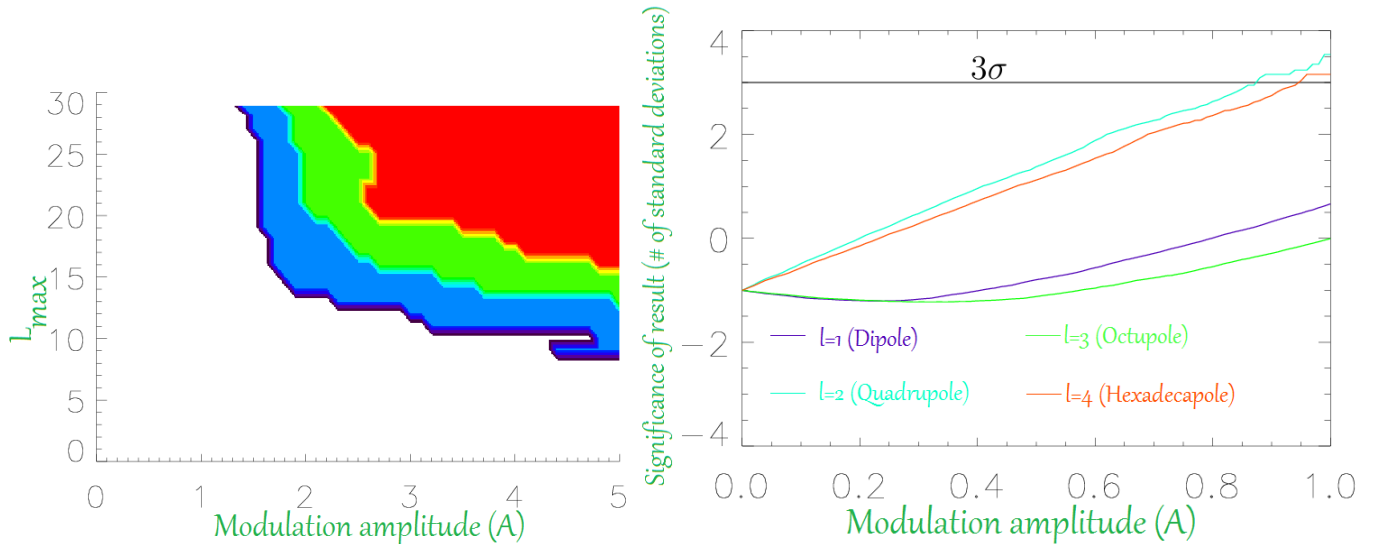 30
25
20
15
10
5
0
L_max
0 1 2 3 4 5
Modulation amplitude (A)
Significance of result (# of standard deviations)
4
2
0
−2
−4
3σ
l=1 (Dipole)
l=3 (Octupole)
l=2 (Quadrupole)
l=4 (Hexadecapole)
0.0 0.2 0.4 0.6 0.8 1.0
Modulation amplitude (A)